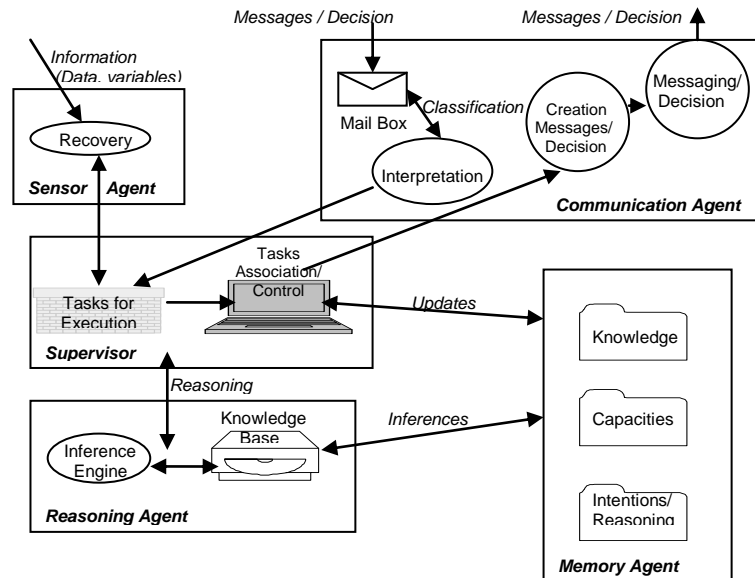 Messages / Decision
Messages / Decision
Information
(Data, variables)
Recovery
Sensor Agent
Mail Box
Classification
Interpretation
Creation
Messages/
Decision
Messaging/
Decision
Communication Agent
Tasks for
Execution
Tasks
Association/
Control
Supervisor
Updates
Reasoning
Inference
Engine
Knowledge
Base
Reasoning Agent
Inferences
Knowledge
Capacities
Intentions/
Reasoning
Memory Agent